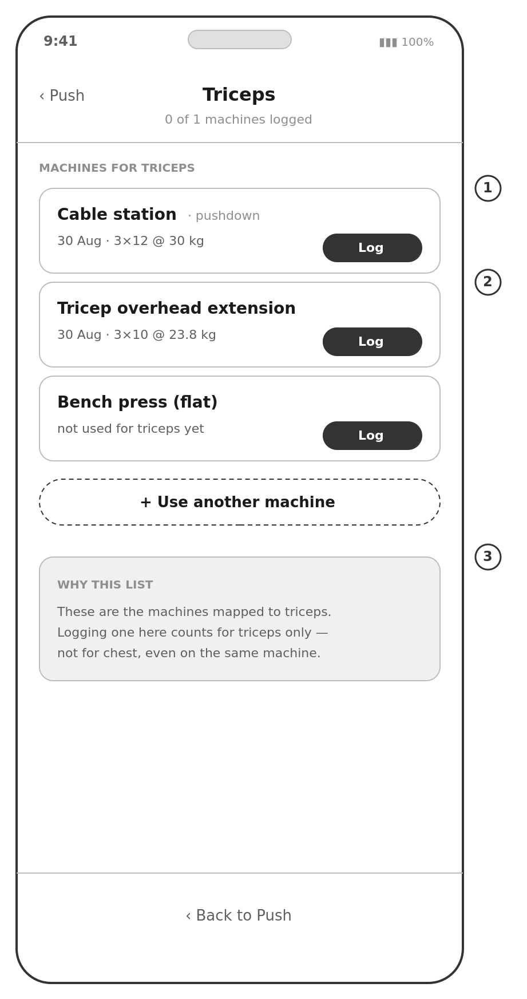 9:41
100%
‹ Push
Triceps
0 of 1 machines logged
MACHINES FOR TRICEPS
1
Cable station · pushdown
30 Aug · 3×12 @ 30 kg
Log
2
Tricep overhead extension
30 Aug · 3×10 @ 23.8 kg
Log
Bench press (flat)
not used for triceps yet
Log
+ Use another machine
3
WHY THIS LIST
These are the machines mapped to triceps.
Logging one here counts for triceps only —
not for chest, even on the same machine.
‹ Back to Push